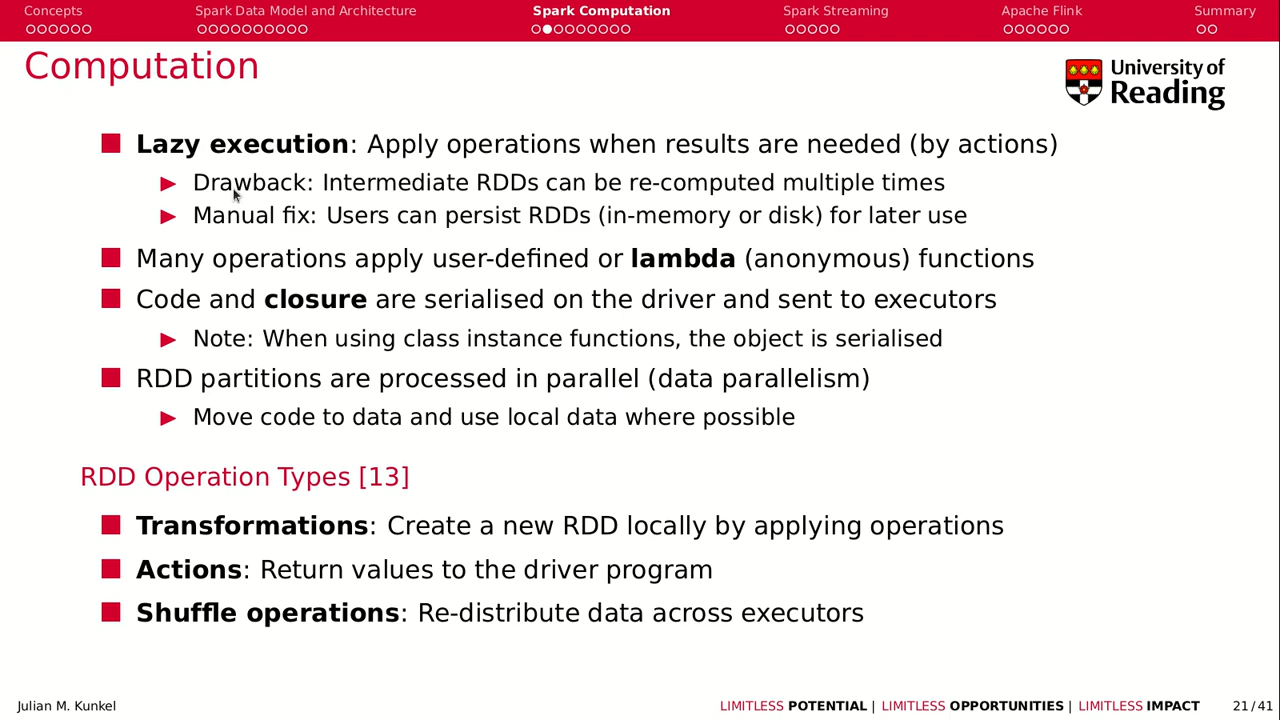 Concepts Spark Data Model and Architecture Spark Computation Spark Streaming Apache Flink Summary
Computation
University of
Reading
Lazy execution: Apply operations when results are needed (by actions)
Drawback: Intermediate RDDs can be re-computed multiple times
Manual fix: Users can persist RDDs (in-memory or disk) for later use
Many operations apply user-defined or lambda (anonymous) functions
Code and closure are serialised on the driver and sent to executors
Note: When using class instance functions, the object is serialised
RDD partitions are processed in parallel (data parallelism)
Move code to data and use local data where possible
RDD Operation Types [13]
Transformations: Create a new RDD locally by applying operations
Actions: Return values to the driver program
Shuffle operations: Re-distribute data across executors
Julian M. Kunkel LIMITLESS POTENTIAL | LIMITLESS OPPORTUNITIES | LIMITLESS IMPACT 21/41